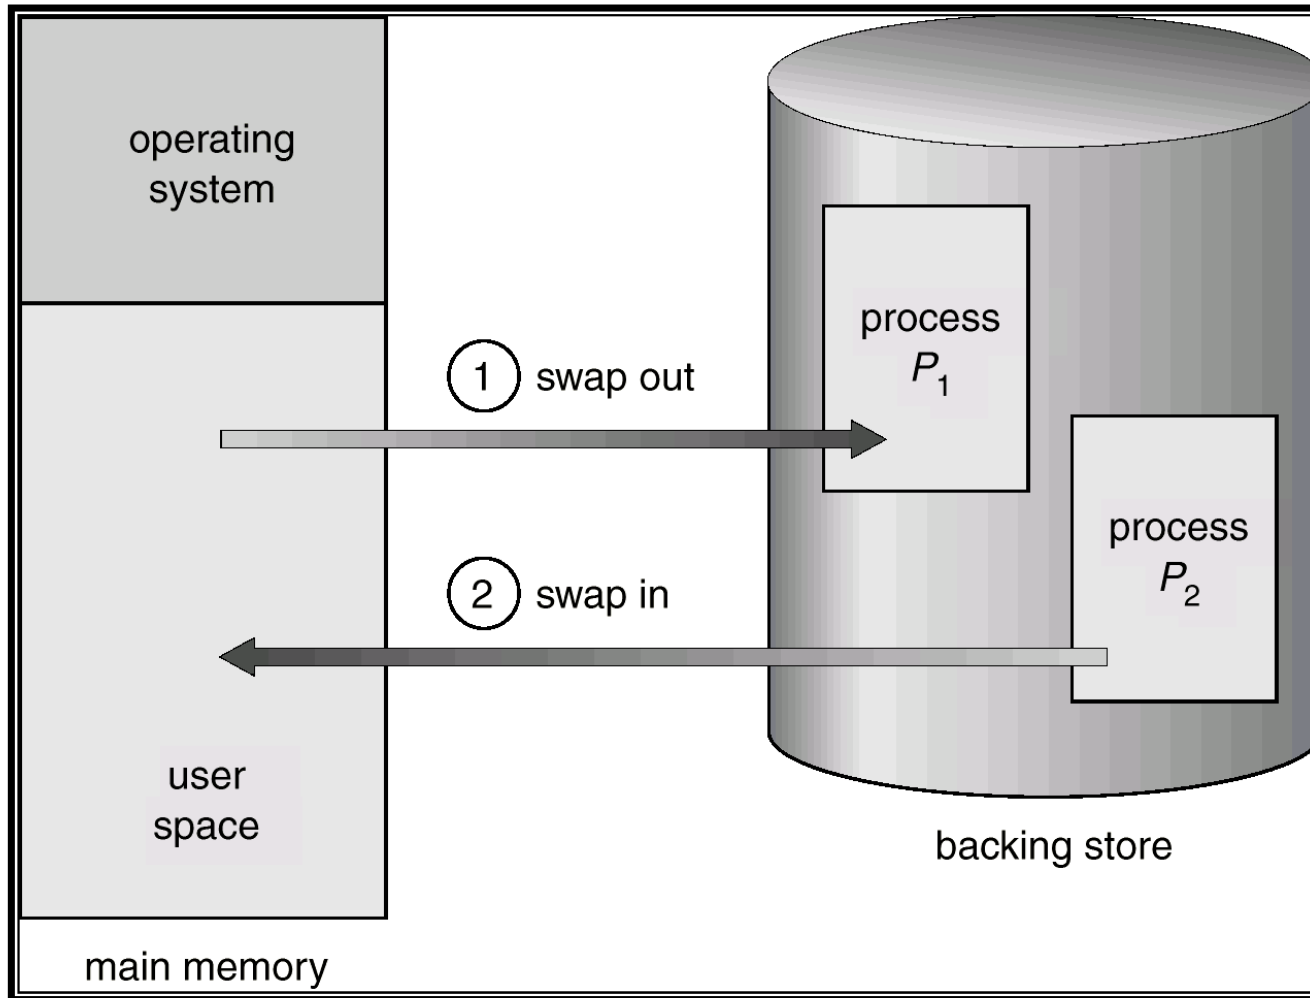 operating
system
1 swap out
process
P1
process
P2
2 swap in
user
space
backing store
main memory